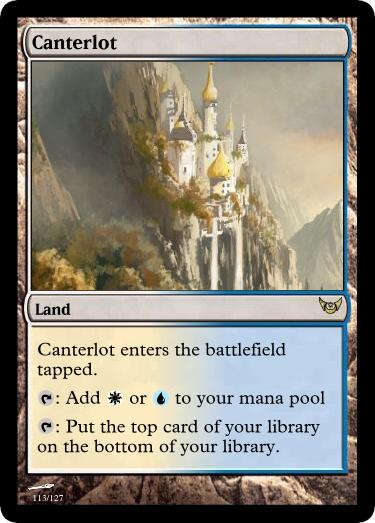 Canterlot
Land
Canterlot enters the battlefield
tapped.
: Add or to your mana pool
: Put the top card of your library
on the bottom of your library.
113/127